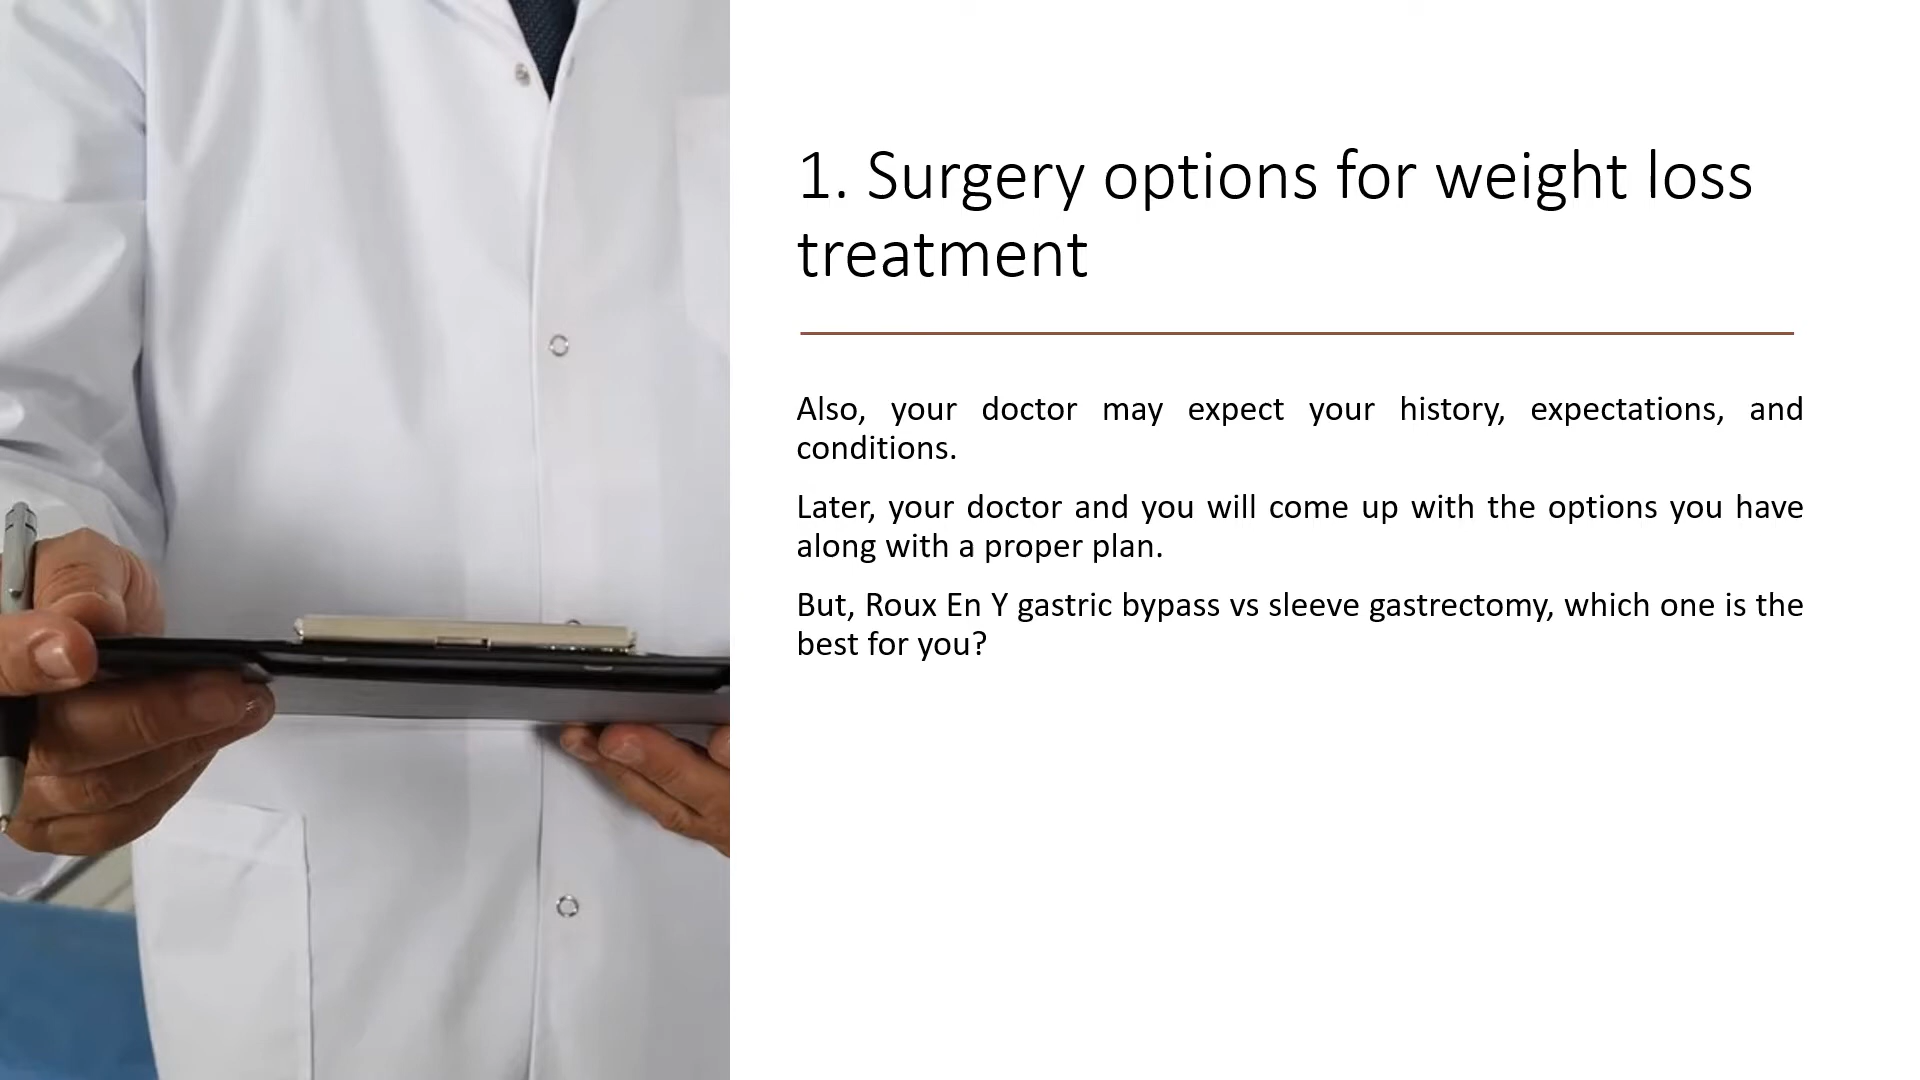 1. Surgery options for weight loss
treatment
Also, your doctor may expect your history, expectations, and
conditions.
Later, your doctor and you will come up with the options you have
along with a proper plan.
But, Roux En Y gastric bypass vs sleeve gastrectomy, which one is the
best for you?